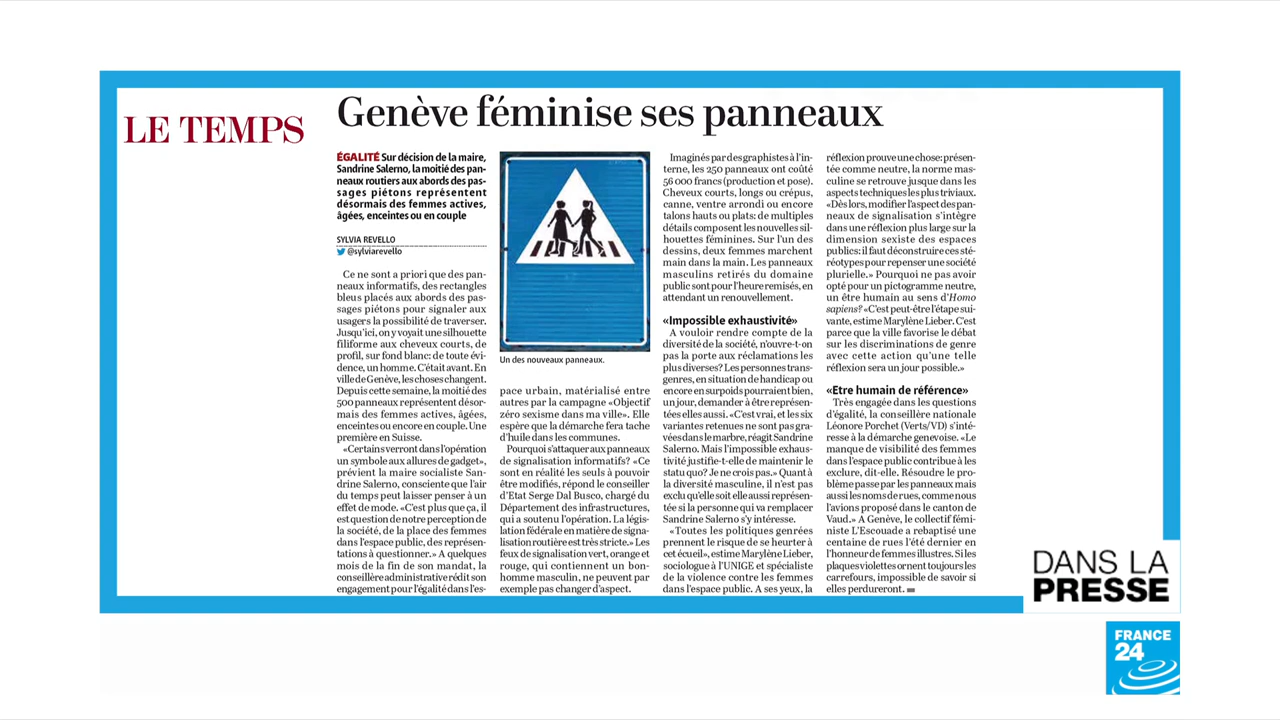 LE TEMPS
Genève féminise ses panneaux
ÉGALITÉ Sur décision de la maire,
Sandrine Salerno, la moitié des pan-
neaux routiers aux abords des pas-
sages piétons représentent
désormais des femmes actives,
âgées, enceintes ou en couple
SYLVIA REVELLO
@sylviarevello
Ce ne sont a priori que des pan-
neaux informatifs, des rectangles
bleus placés aux abords des pas-
sages piétons pour signaler aux
usagers la possibilité de traverser.
Jusqu'ici, on y voyait une silhouette
filiforme aux cheveux courts, de
profil, sur fond blanc: de toute évi-
dence, un homme. C'était avant. En
ville de Genève, les choses changent.
Depuis cette semaine, la moitié des
500 panneaux représentent désor-
mais des femmes actives, âgées,
enceintes ou encore en couple. Une
première en Suisse.
«Certains verront dans l'opération
un symbole aux allures de gadget»,
prévient la maire socialiste San-
drine Salerno, consciente que l'air
du temps peut laisser penser à un
effet de mode. «C'est plus que ça, il
est question de notre perception de
la société, de la place des femmes
dans l'espace public, des représen-
tations à questionner.» A quelques
mois de la fin de son mandat, la
conseillère administrative rédit son
engagement pour l'égalité dans l'es-
Un des nouveaux panneaux.
pace urbain, matérialisé entre
autres par la campagne «Objectif
zéro sexisme dans ma ville». Elle
espère que la démarche fera tache
d'huile dans les communes.
Pourquoi s'attaquer aux panneaux
de signalisation informatifs? «Ce
sont en réalité les seuls à pouvoir
être modifiés, répond le conseiller
d'Etat Serge Dal Busco, chargé du
Département des infrastructures,
qui a soutenu l'opération. La légis-
lation fédérale en matière de signa-
lisation routière est très stricte.» Les
feux de signalisation vert, orange et
rouge, qui contiennent un bon-
homme masculin, ne peuvent par
exemple pas changer d'aspect.
Imaginés par des graphistes à l'in-
terne, les 250 panneaux ont coûté
56 000 francs (production et pose).
Cheveux courts, longs ou crépus,
canne, ventre arrondi ou encore
talons hauts ou plats: de multiples
détails composent les nouvelles sil-
houettes féminines. Sur l'un des
dessins, deux femmes marchent
main dans la main. Les panneaux
masculins retirés du domaine
public sont pour l'heure remisés, en
attendant un renouvellement.
«Impossible exhaustivité»
A vouloir rendre compte de la
diversité de la société, n'ouvre-t-on
pas la porte aux réclamations les
plus diverses? Les personnes trans-
genres, en situation de handicap ou
encore en surpoids pourraient bien,
un jour, demander à être représen-
tées elles aussi. «C'est vrai, et les six
variantes retenues ne sont pas gra-
vées dans le marbre, réagit Sandrine
Salerno. Mais l'impossible exhaus-
tivité justifie-t-elle de maintenir le
statu quo? Je ne crois pas.» Quant à
la diversité masculine, il n'est pas
exclu qu'elle soit elle aussi représen-
tée si la personne qui va remplacer
Sandrine Salerno s'y intéresse.
«Toutes les politiques genrées
prennent le risque de se heurter à
cet écueil», estime Marylène Lieber,
sociologue à l'UNIGE et spécialiste
de la violence contre les femmes
dans l'espace public. A ses yeux, la
réflexion prouve une chose: présen-
tée comme neutre, la norme mas-
culine se retrouve jusque dans les
aspects techniques les plus triviaux.
«Dès lors, modifier l'aspect des pan-
neaux de signalisation s'intègre
dans une réflexion plus large sur la
dimension sexiste des espaces
publics: il faut déconstruire ces sté-
réotypes pour repenser une société
plurielle.» Pourquoi ne pas avoir
opté pour un pictogramme neutre,
un être humain au sens d'Homo
sapiens? «C'est peut-être l'étape sui-
vante, estime Marylène Lieber. C'est
parce que la ville favorise le débat
sur les discriminations de genre
avec cette action qu'une telle
réflexion sera un jour possible.»
«Etre humain de référence»
Très engagée dans les questions
d'égalité, la conseillère nationale
Léonore Porchet (Verts/VD) s'inté-
resse à la démarche genevoise. «Le
manque de visibilité des femmes
dans l'espace public contribue à les
exclure, dit-elle. Résoudre le pro-
blème passe par les panneaux mais
aussi les noms de rues, comme nous
l'avions proposé dans le canton de
Vaud.» A Genève, le collectif fémi-
niste L'Escouade a rebaptisé une
centaine de rues l'été dernier en
l'honneur de femmes illustres. Si les
plaques violettes ornent toujours les
carrefours, impossible de savoir si
elles perdureront.
DANS LA
PRESSE
FRANCE
24